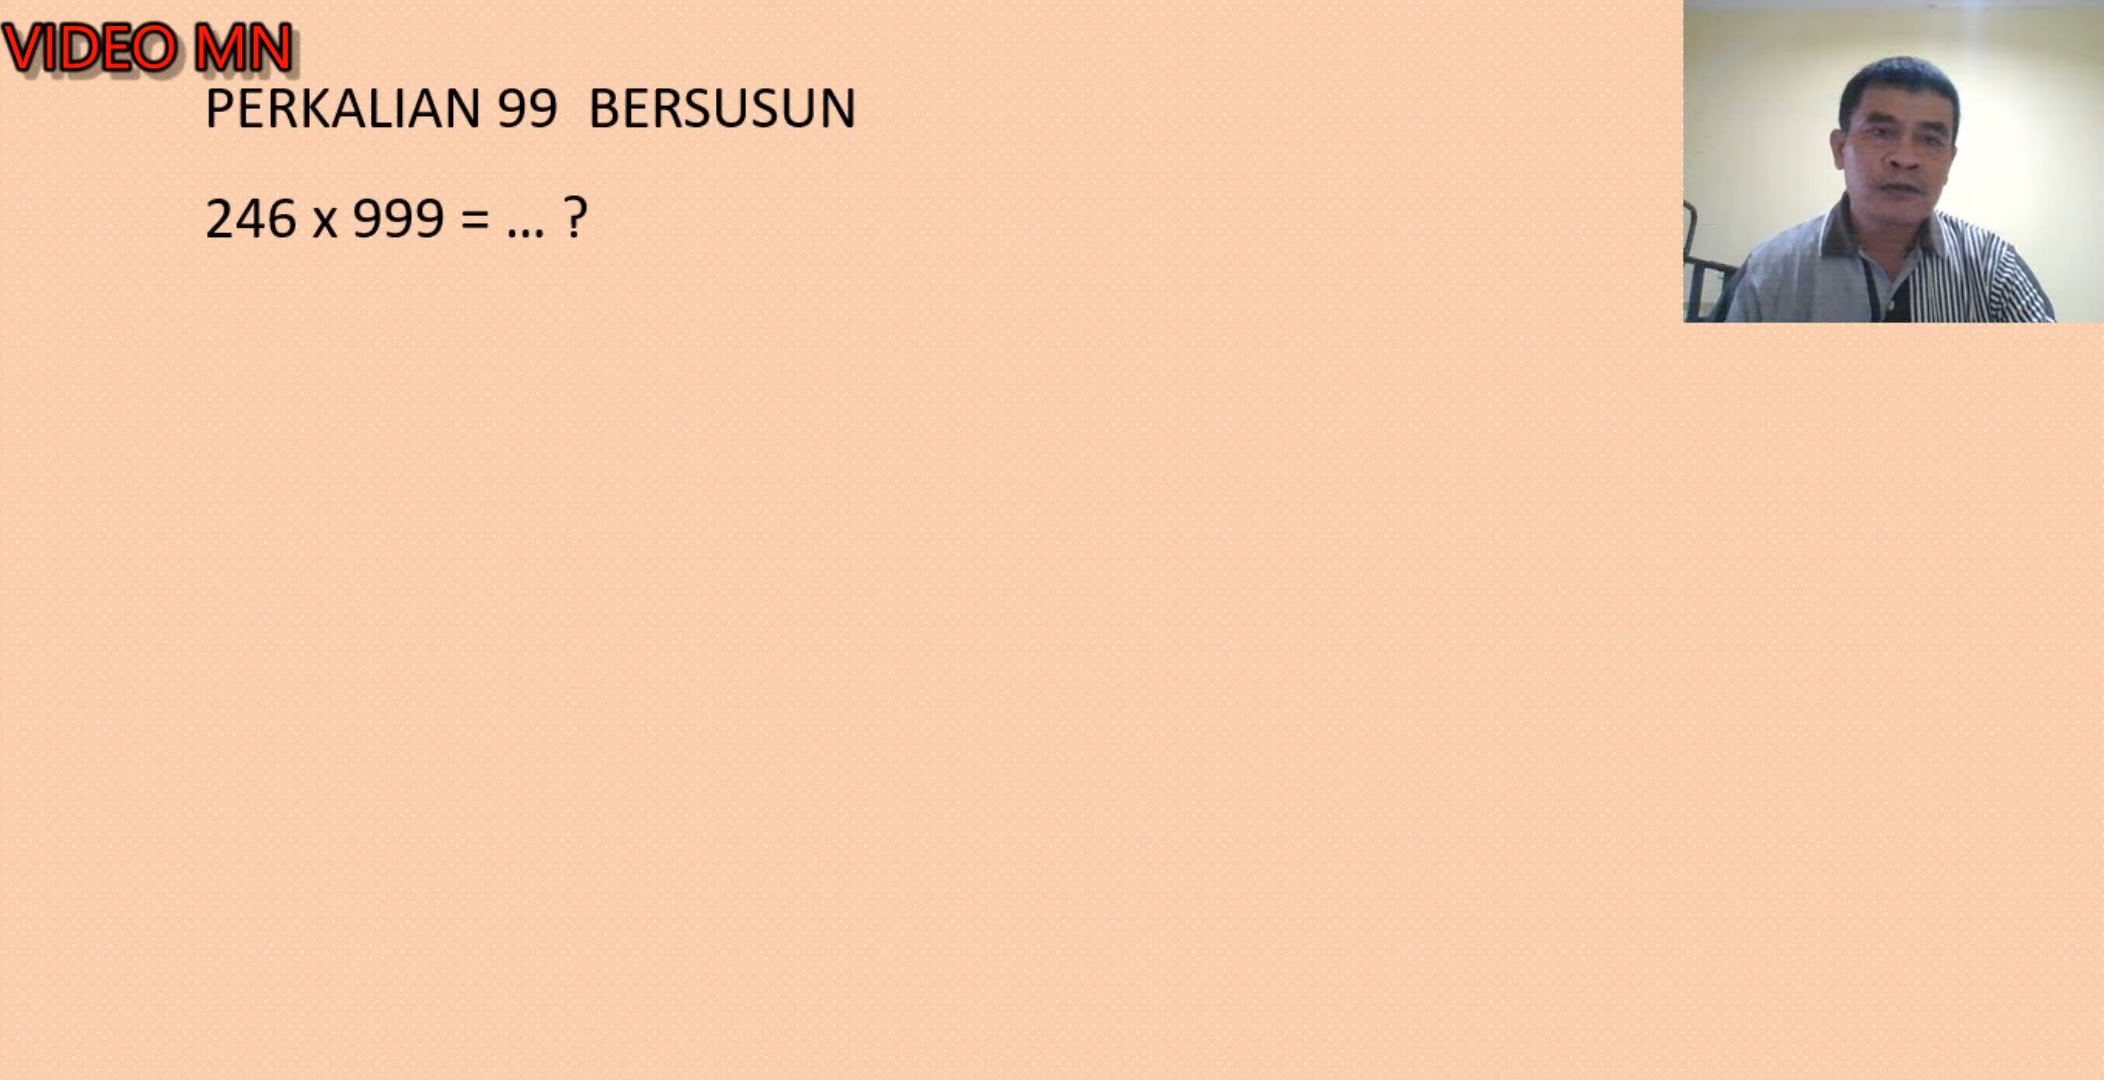 VIDEO MN
PERKALIAN 99 BERSUSUN
246 x 999 = ... ?